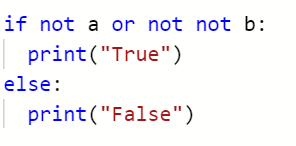 if not a or not not b:
  print("True")
else:
  print("False")